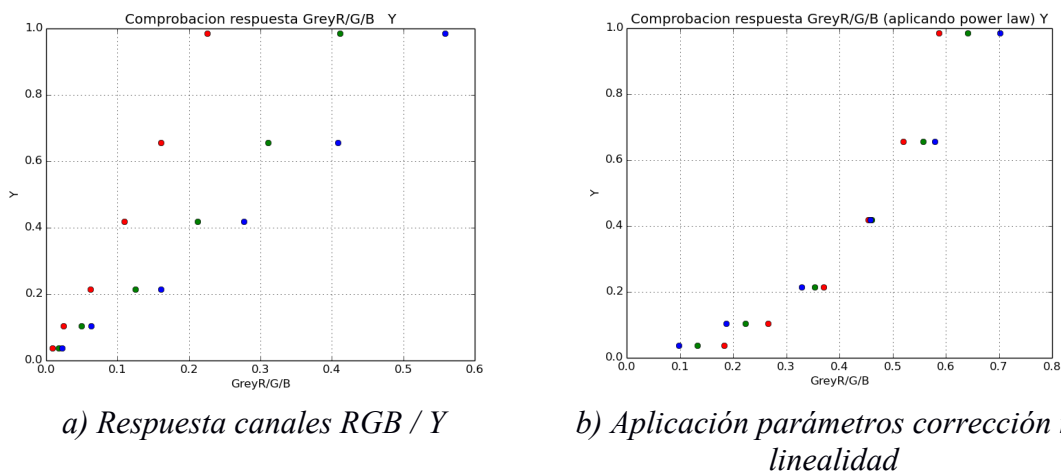 Comprobacion respuesta GreyR/G/B Y
1.0
0.8
0.6
0.4
0.2
0.0
Y
0.0 0.1 0.2 0.3 0.4 0.5 0.6
GreyR/G/B
a) Respuesta canales RGB / Y
Comprobacion respuesta GreyR/G/B (aplicando power law) Y
1.0
0.8
0.6
0.4
0.2
0.0
Y
0.0 0.1 0.2 0.3 0.4 0.5 0.6 0.7 0.8
GreyR/G/B
b) Aplicación parámetros corrección
linealidad